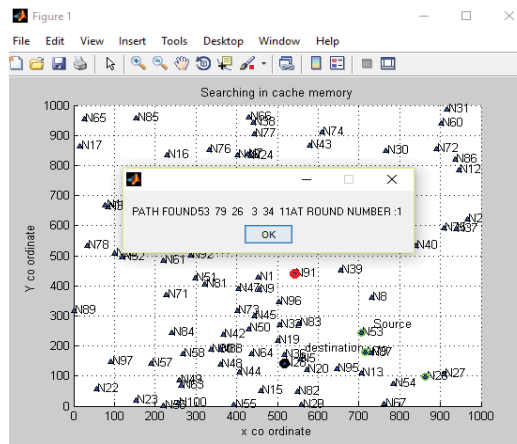 Figure 1
File Edit View Insert Tools Desktop Window Help
Searching in cache memory
1000
900
800
700
600
500
400
300
200
100
0
0 100 200 300 400 500 600 700 800 900 1000
Y co ordinate
x co ordinate
N65 N85 N31
N60
N74
N77
N17 N16 N76 N24 N43 N30 N72
N86
N12
PATH FOUND53 79 26 3 34 11AT ROUND NUMBER :1
OK
N78 N40
N61 N51 N81 N1 N91 N39
N71 N47 N9 N96 N8
N89 N73 N45
N84 N42 N50 N83 N53 Source
N19
N58 N64 destination
N97 N57 N48 N44 N20 N95 N13 N27
N54
N22 N63 N15 N82
N23 N100 N55 N67